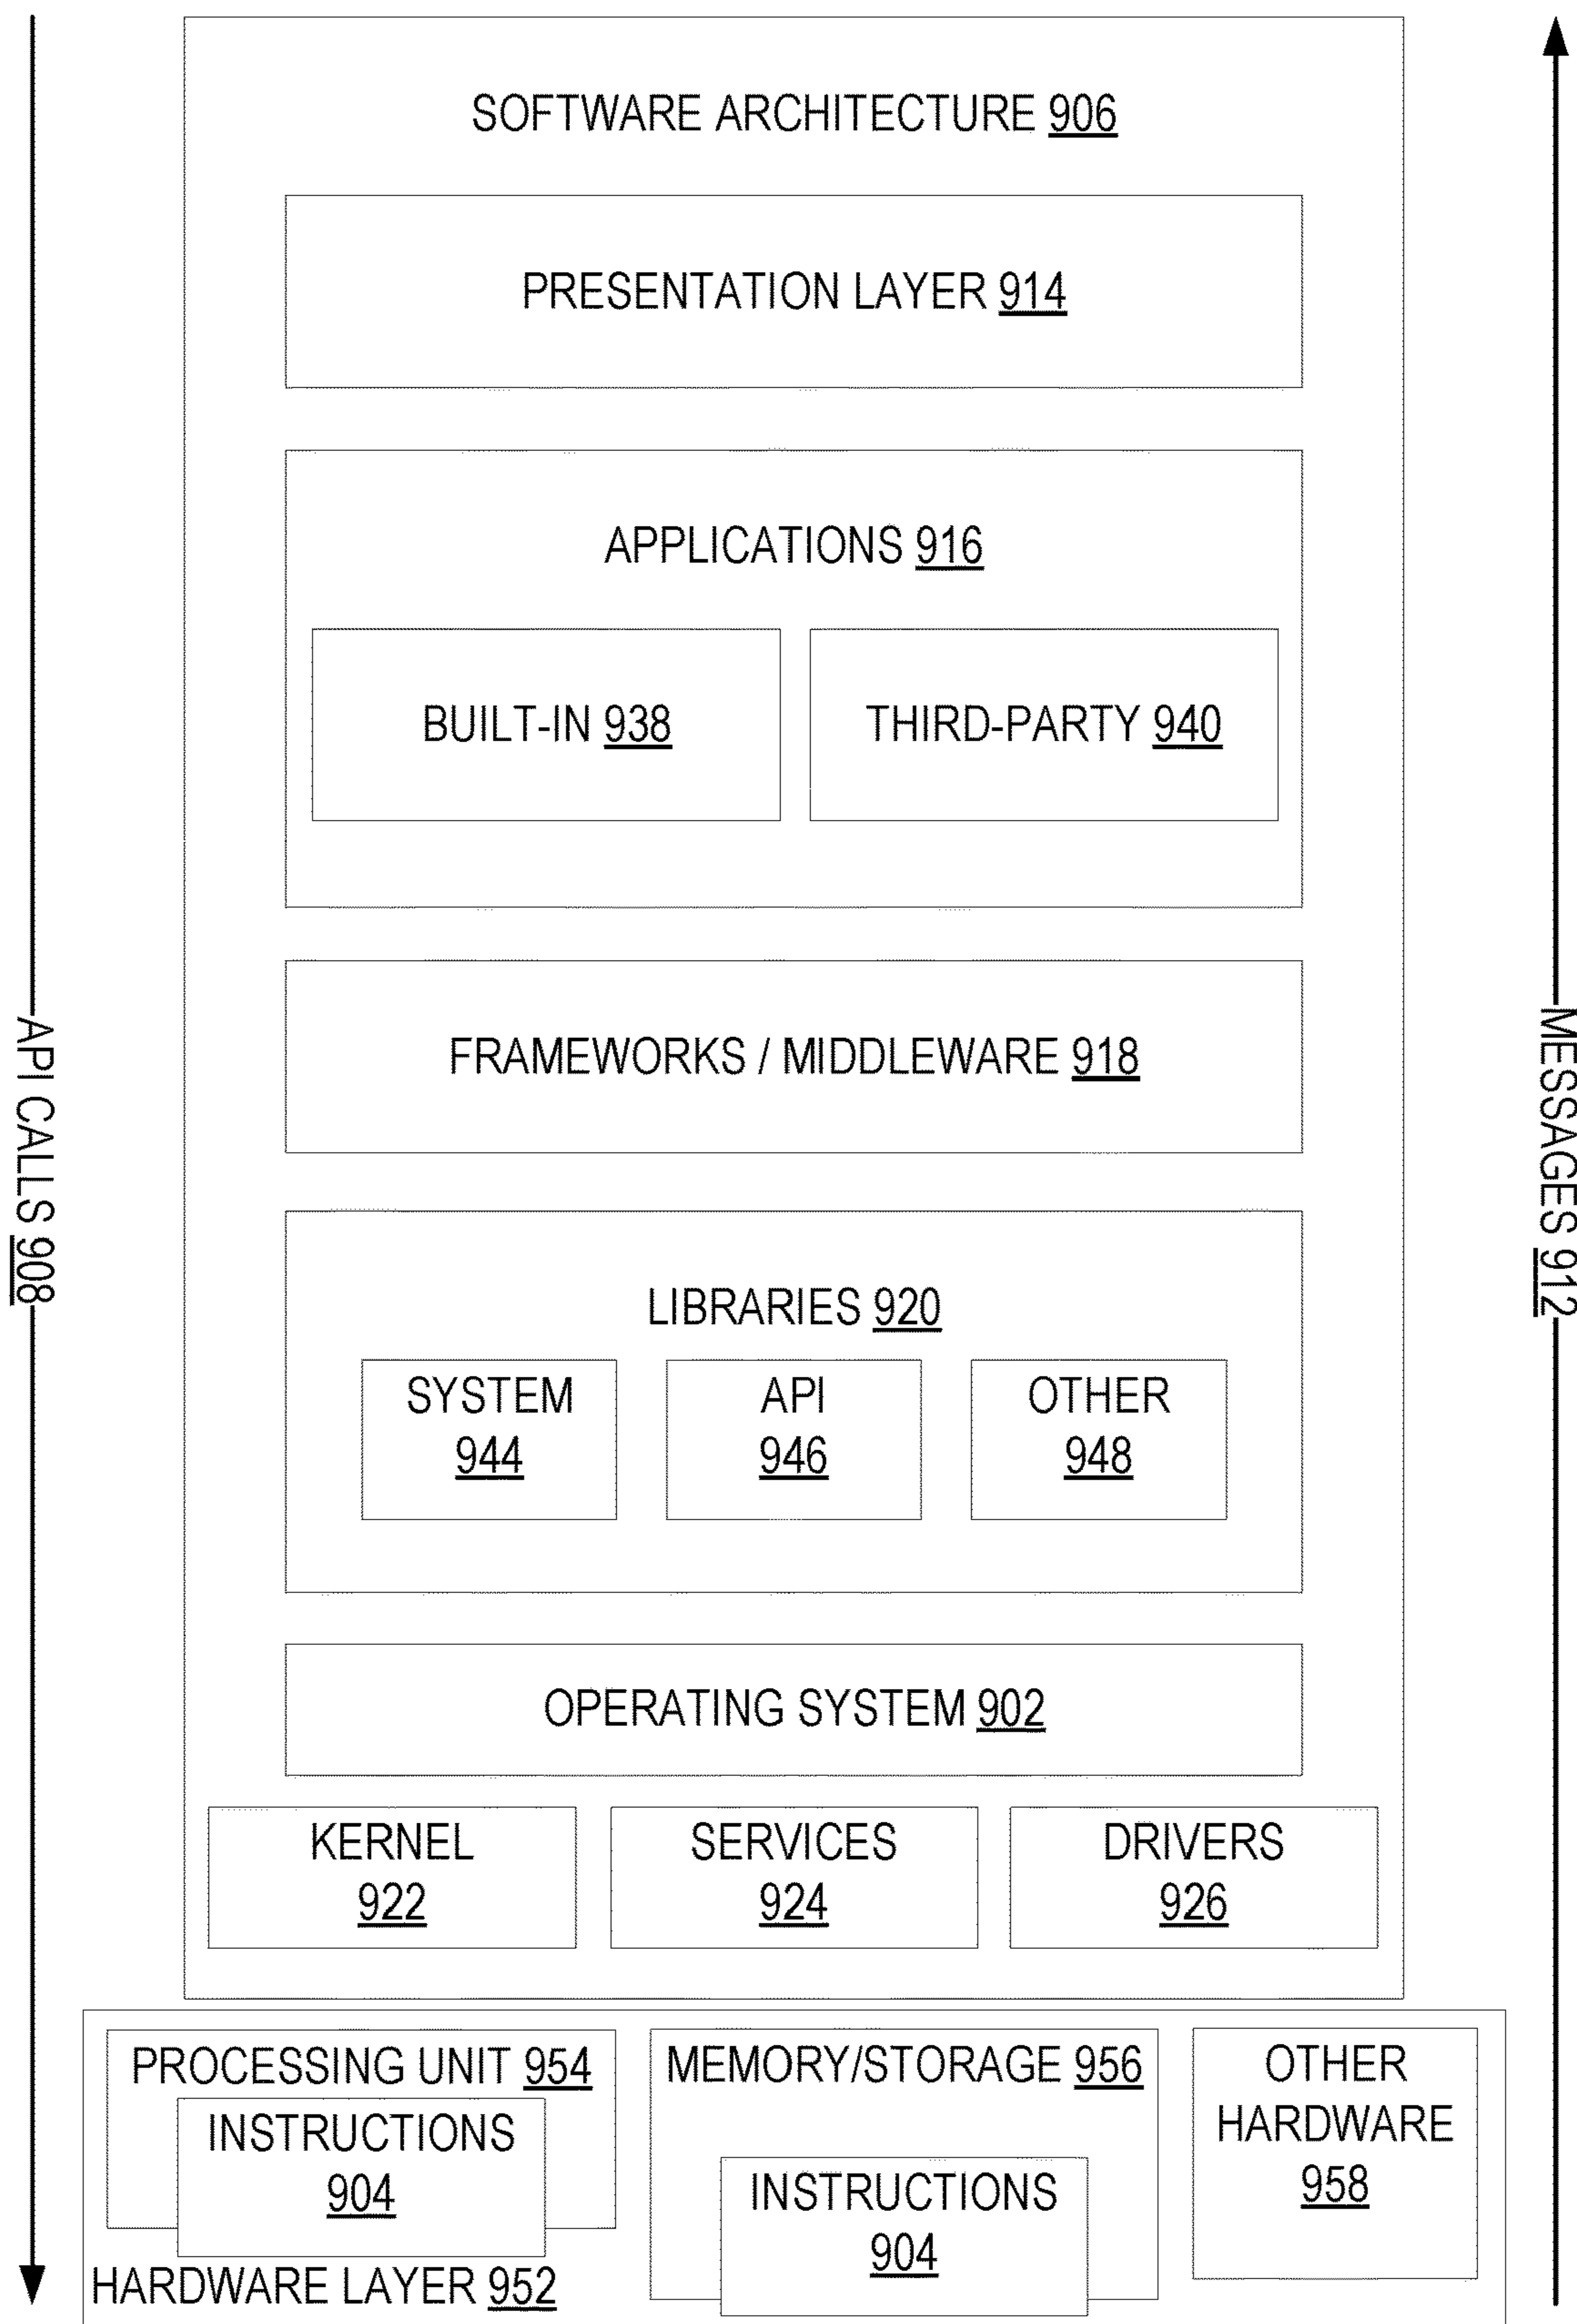 SOFTWARE ARCHITECTURE 906
PRESENTATION LAYER 914
APPLICATIONS 916
BUILT-IN 938
THIRD-PARTY 940
FRAMEWORKS / MIDDLEWARE 918
API CALLS 908
MESSAGES 912
LIBRARIES 920
SYSTEM
944
API
946
OTHER
948
OPERATING SYSTEM 902
KERNEL
922
SERVICES
924
DRIVERS
926
PROCESSING UNIT 954
INSTRUCTIONS
904
MEMORY/STORAGE 956
INSTRUCTIONS
904
OTHER
HARDWARE
958
HARDWARE LAYER 952